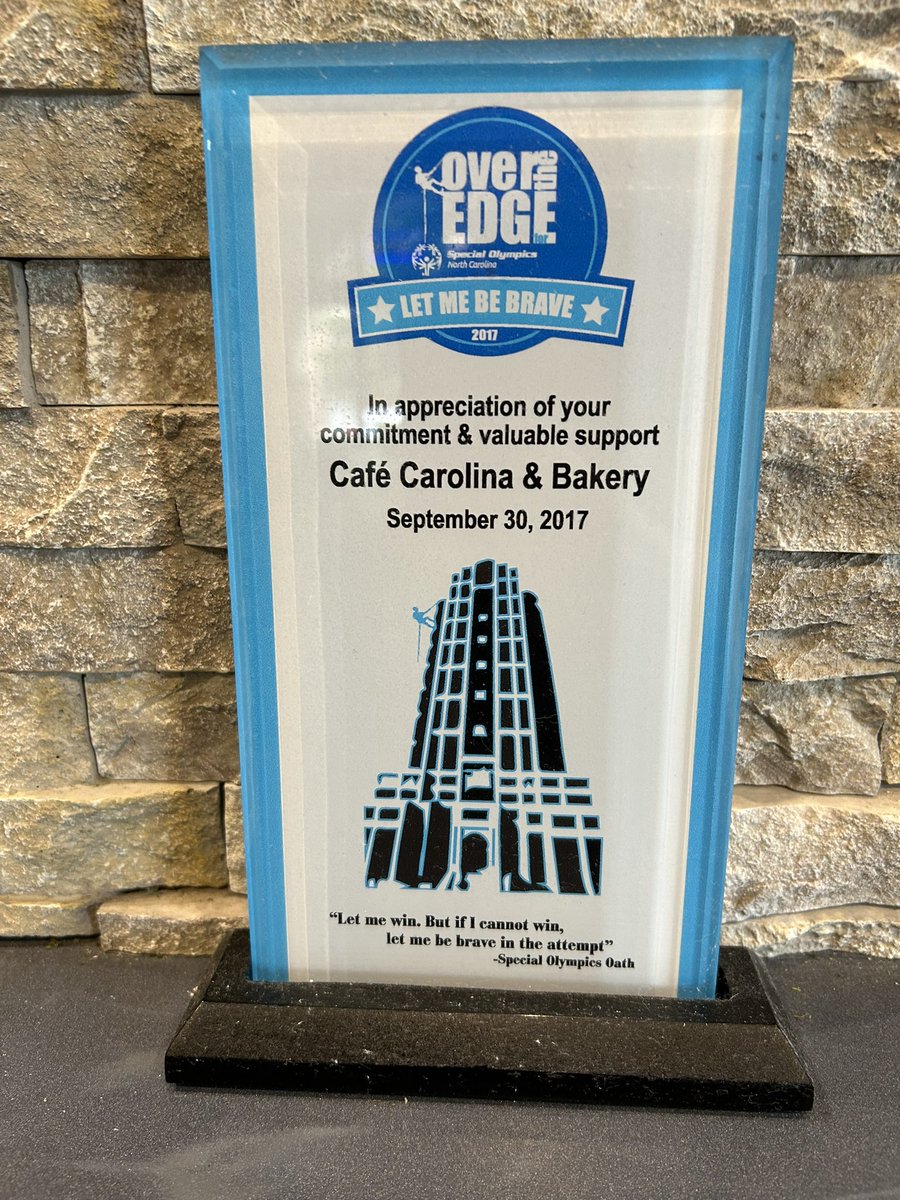 over the
EDGE for
Special Olympics
North Carolina
LET ME BE BRAVE
2017
In appreciation of your
commitment & valuable support
Café Carolina & Bakery
September 30, 2017
“Let me win. But if I cannot win,
let me be brave in the attempt”
-Special Olympics Oath